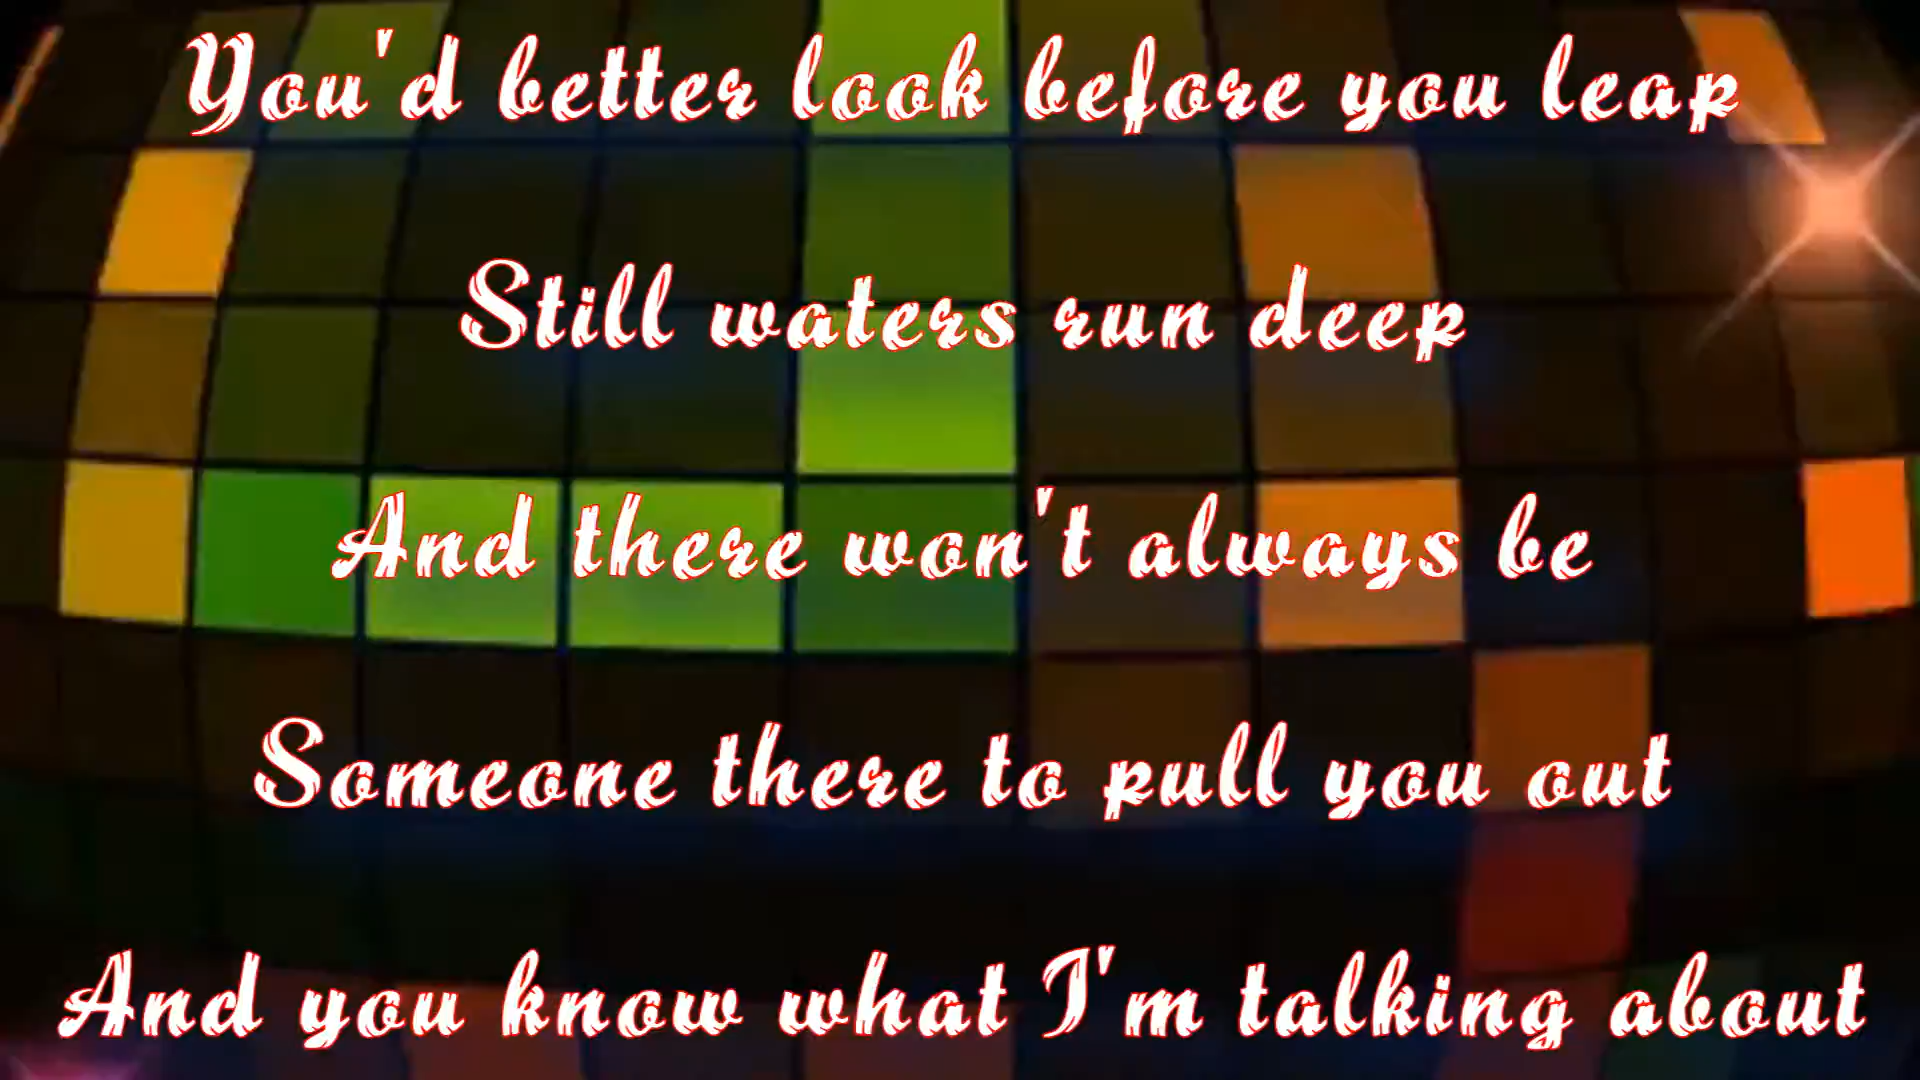 You'd better look before you leap
Still waters run deep
And there won't always be
Someone there to pull you out
And you know what I'm talking about